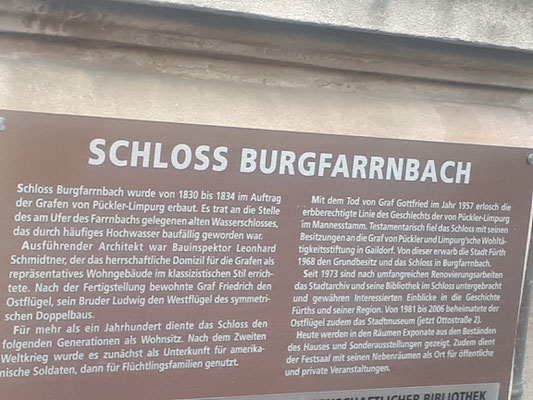 SCHLOSS BURGFARRNBACH
Schloss Burgfarrnbach wurde von 1830 bis 1834 im Auftrag
der Grafen von Pückler-Limpurg erbaut. Es trat an die Stelle
des am Ufer des Farrnbachs gelegenen alten Wasserschlosses,
das durch häufiges Hochwasser baufällig geworden war.
Ausführender Architekt war Bauinspektor Leonhard
Schmidtner, der das herrschaftliche Domizil für die Grafen als
repräsentatives Wohngebäude im klassizistischen Stil errich-
tete. Nach der Fertigstellung bewohnte Graf Friedrich den
Ostflügel, sein Bruder Ludwig den Westflügel des symmetri-
schen Doppelbaus.
Für mehr als ein Jahrhundert diente das Schloss den
folgenden Generationen als Wohnsitz. Nach dem Zweiten
Weltkrieg wurde es zunächst als Unterkunft für amerika-
nische Soldaten, dann für Flüchtlingsfamilien genutzt.
Mit dem Tod von Graf Gottfried im Jahr 1957 erlosch die
erbberechtigte Linie des Geschlechts der von Pückler-Limpurg
im Mannesstamm. Testamentarisch fiel das Schloss mit seinen
Besitzungen an die Graf von Pückler und Limpurg'sche Wohltä-
tigkeitsstiftung in Gaildorf. Von dieser erwarb die Stadt Fürth
1968 den Grundbesitz und das Schloss in Burgfarrnbach.
Seit 1973 sind nach umfangreichen Renovierungsarbeiten
das Stadtarchiv und seine Bibliothek im Schloss untergebracht
und gewähren Interessierten Einblicke in die Geschichte
Fürths und seiner Region. Von 1981 bis 2006 beheimatete der
Ostflügel zudem das Stadtmuseum (jetzt Ottostraße 2).
Heute werden in den Räumen Exponate aus den Beständen
des Hauses und Sonderausstellungen gezeigt. Zudem dient
der Festsaal mit seinen Nebenräumen als Ort für öffentliche
und private Veranstaltungen.
BIBLIOTHEK